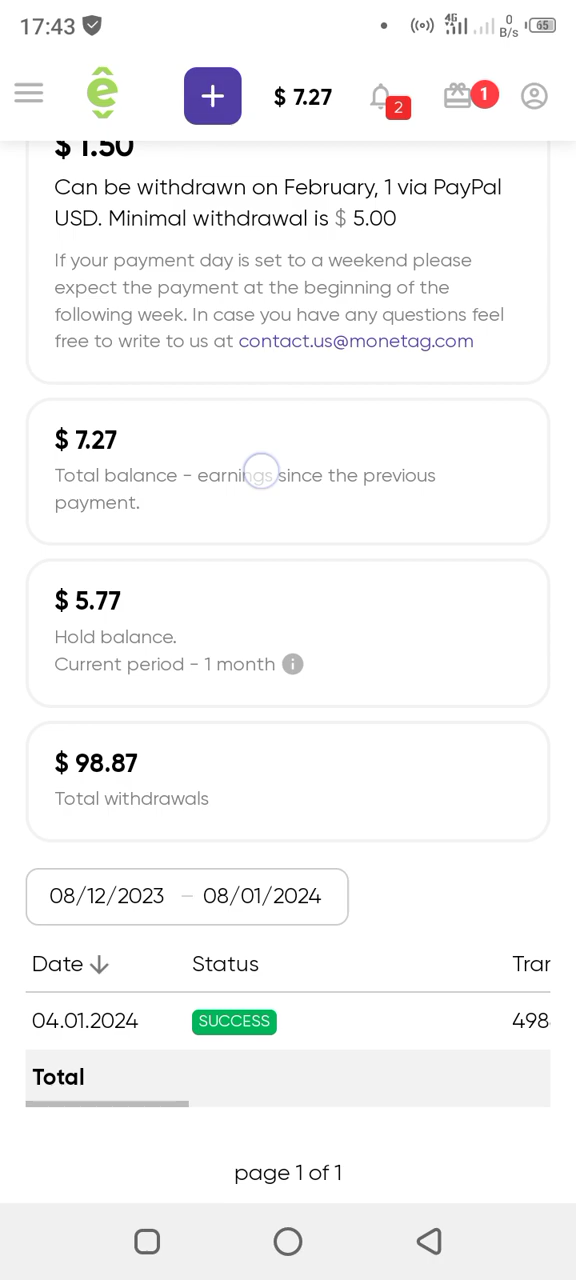 17:43
4G
0
B/s
65
ê
+
$ 7.27
2
1
$ 1.50
Can be withdrawn on February, 1 via PayPal
USD. Minimal withdrawal is $ 5.00
If your payment day is set to a weekend please
expect the payment at the beginning of the
following week. In case you have any questions feel
free to write to us at contact.us@monetag.com
$ 7.27
Total balance - earnings since the previous
payment.
$ 5.77
Hold balance.
Current period - 1 month i
$ 98.87
Total withdrawals
08/12/2023 – 08/01/2024
Date ↓ Status Trar
04.01.2024 SUCCESS 498
Total
page 1 of 1